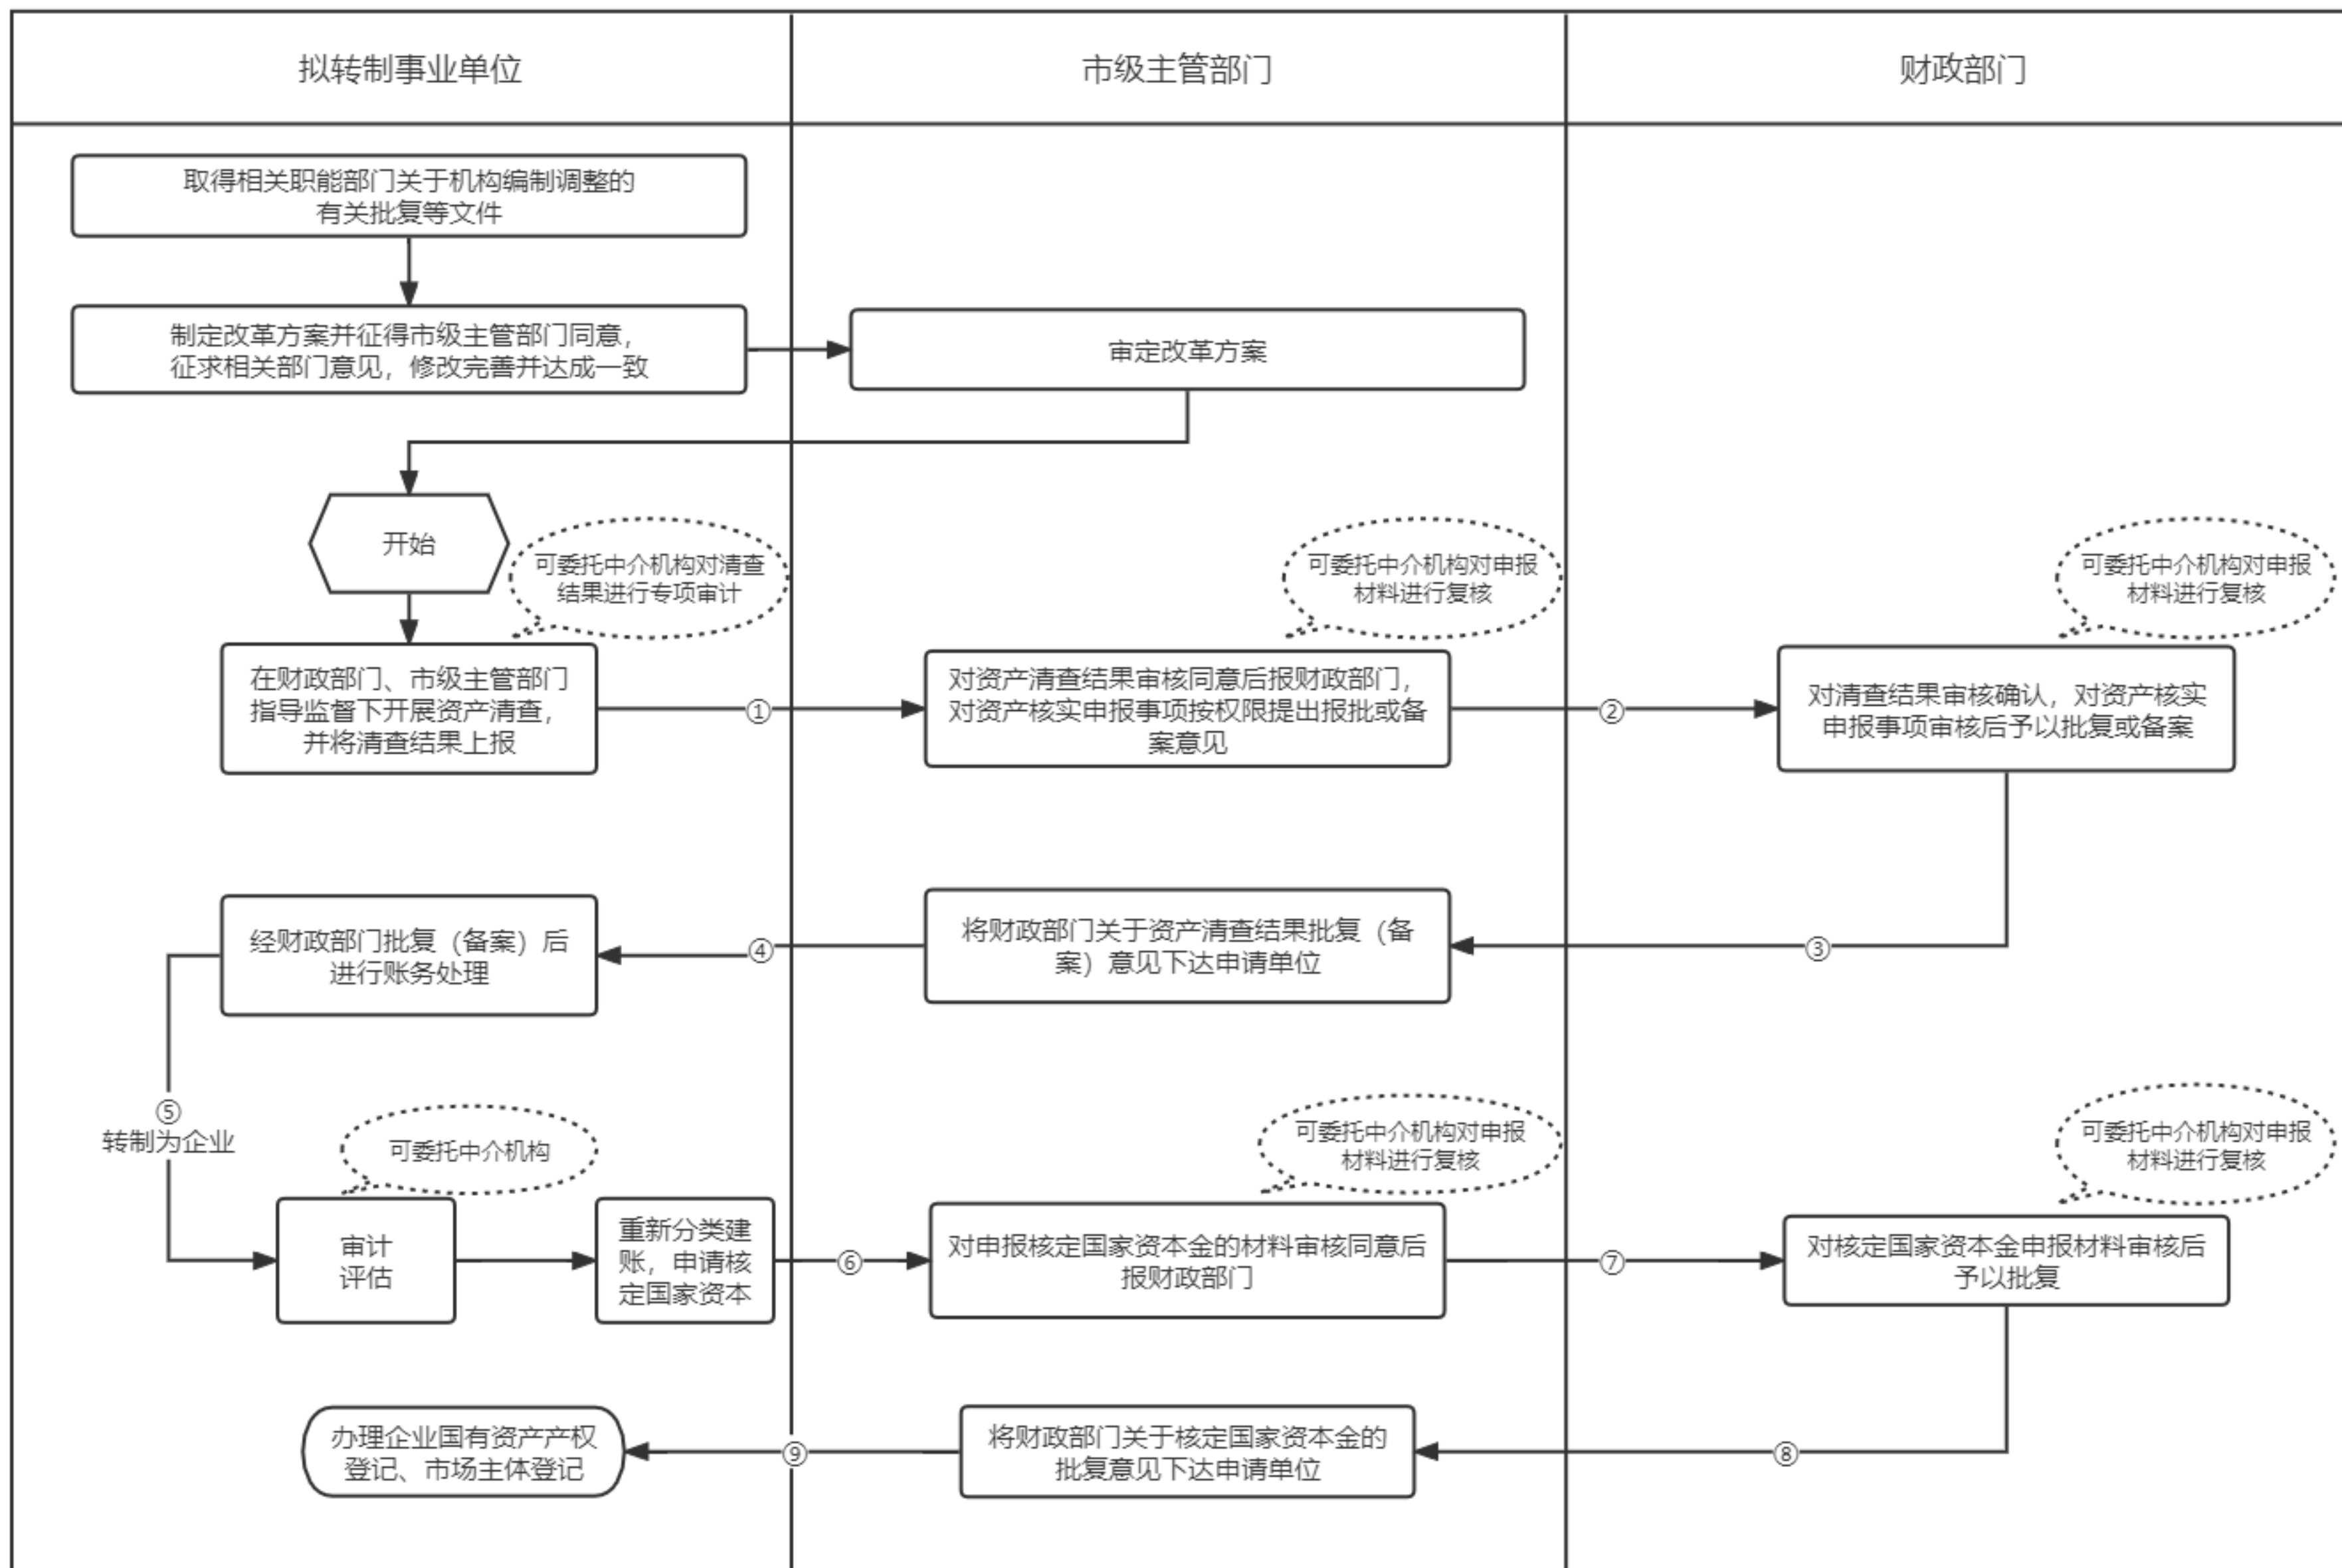 拟转制事业单位
市级主管部门
财政部门
取得相关职能部门关于机构编制调整的
有关批复等文件
制定改革方案并征得市级主管部门同意，
征求相关部门意见，修改完善并达成一致
审定改革方案
开始
可委托中介机构对清查
结果进行专项审计
可委托中介机构对申报
材料进行复核
可委托中介机构对申报
材料进行复核
在财政部门、市级主管部门
指导监督下开展资产清查，
并将清查结果上报
①
对资产清查结果审核同意后报财政部门，
对资产核实申报事项按权限提出报批或备
案意见
②
对清查结果审核确认，对资产核实
申报事项审核后予以批复或备案
经财政部门批复（备案）后
进行账务处理
④
将财政部门关于资产清查结果批复（备
案）意见下达申请单位
③
⑤
转制为企业
可委托中介机构
可委托中介机构对申报
材料进行复核
可委托中介机构对申报
材料进行复核
审计
评估
重新分类建
账，申请核
定国家资本
⑥
对申报核定国家资本金的材料审核同意后
报财政部门
⑦
对核定国家资本金申报材料审核后
予以批复
办理企业国有资产产权
登记、市场主体登记
⑨
将财政部门关于核定国家资本金的
批复意见下达申请单位
⑧